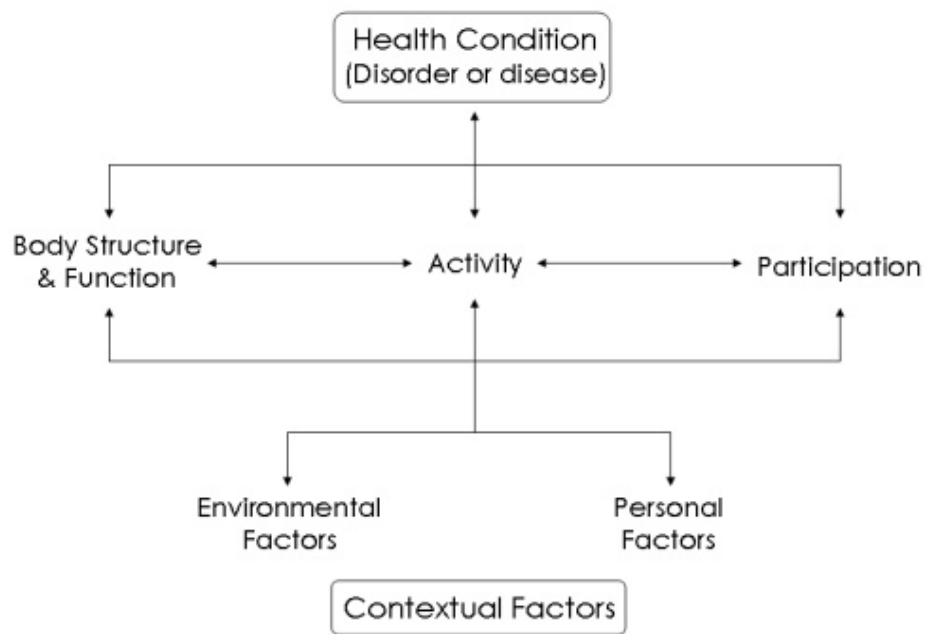 Health Condition
(Disorder or disease)
Body Structure
& Function
Activity
Participation
Environmental
Factors
Personal
Factors
Contextual Factors